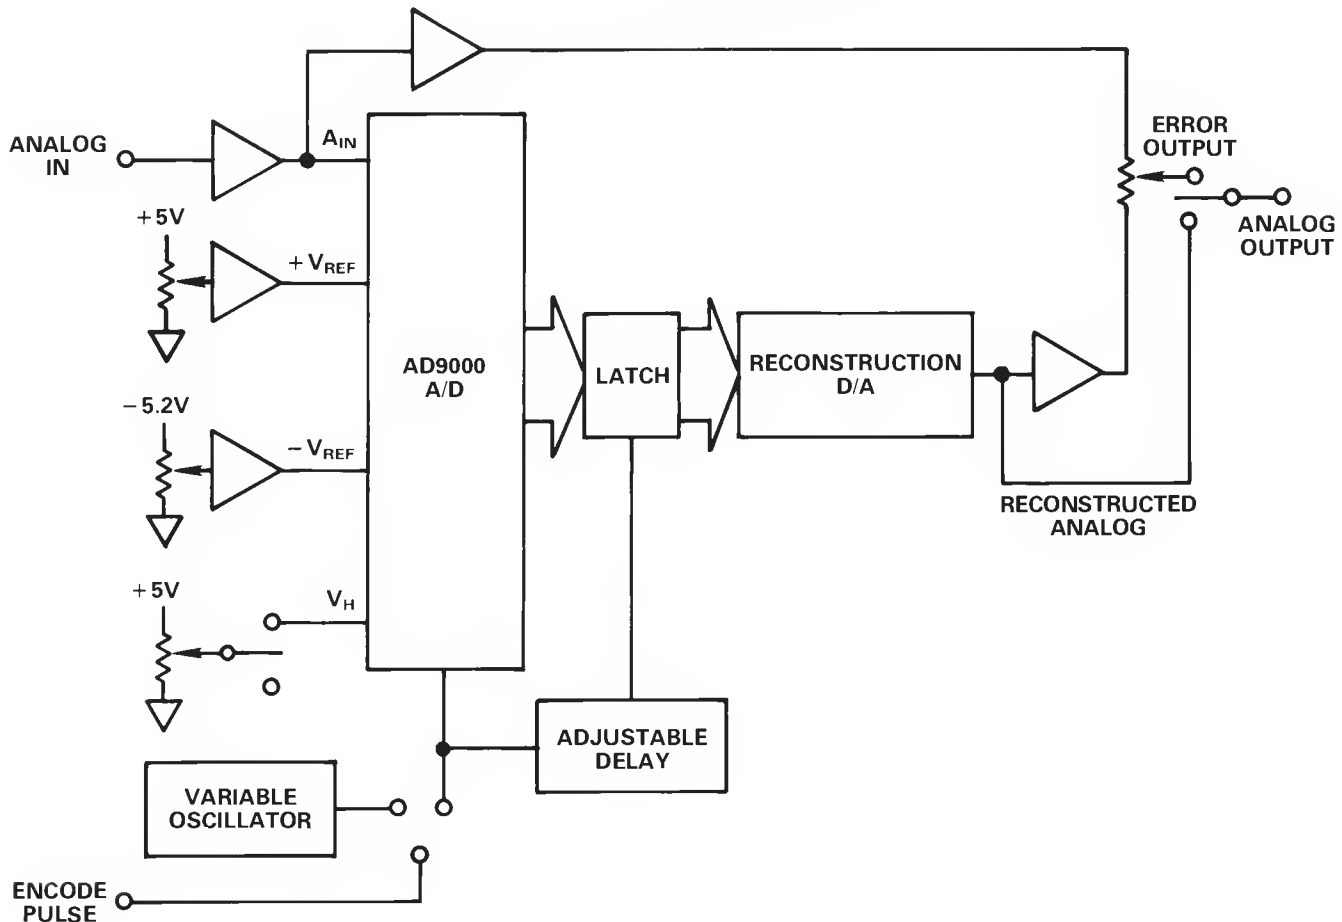 ANALOG
IN
A_IN
+5V
+V_REF
-5.2V
-V_REF
+5V
V_H
AD9000
A/D
LATCH
RECONSTRUCTION
D/A
ERROR
OUTPUT
ANALOG
OUTPUT
RECONSTRUCTED
ANALOG
ADJUSTABLE
DELAY
VARIABLE
OSCILLATOR
ENCODE
PULSE